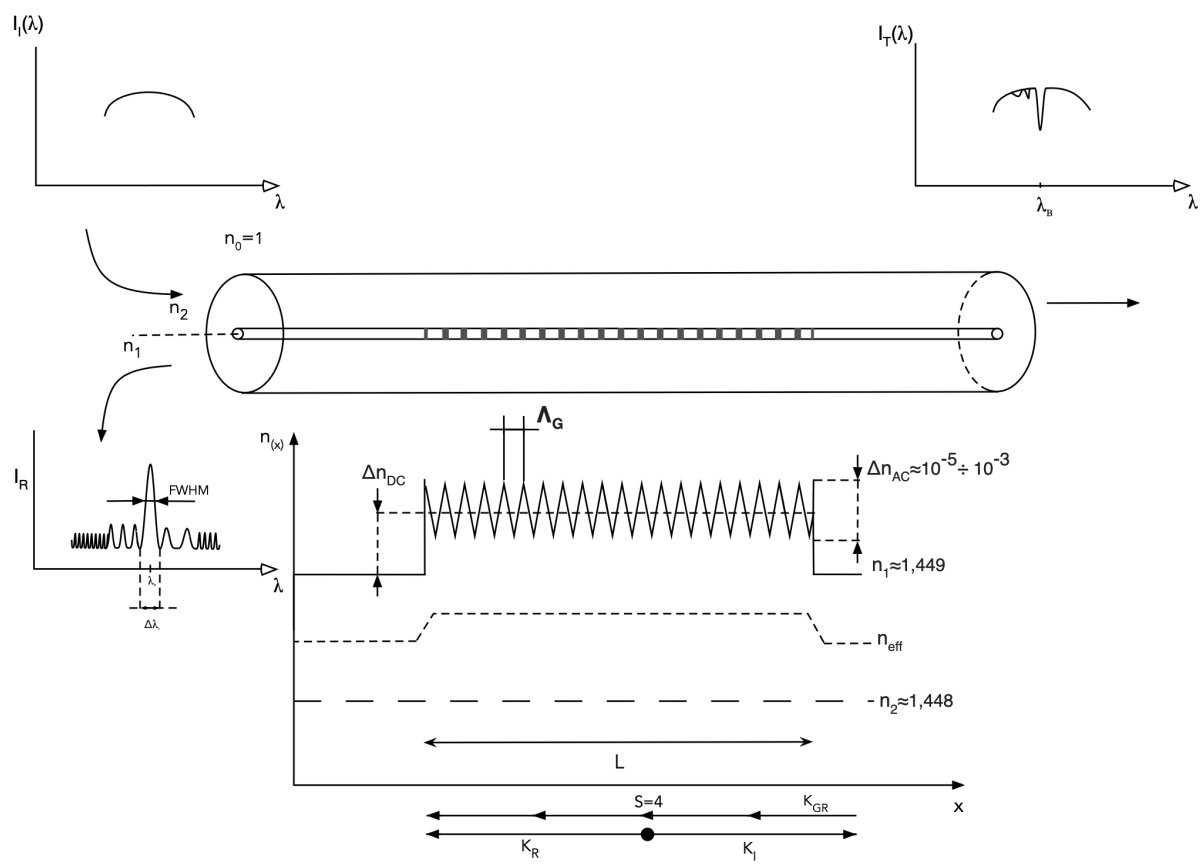 I_I(λ)
λ
I_T(λ)
λ_B
λ
n_0=1
n_2
n_1
I_R
FWHM
λ
Δλ
λ
n_(x)
Λ_G
Δn_DC
Δn_AC≈10^-5÷10^-3
n_1≈1,449
n_eff
n_2≈1,448
L
x
S=4
K_GR
K_R
K_I